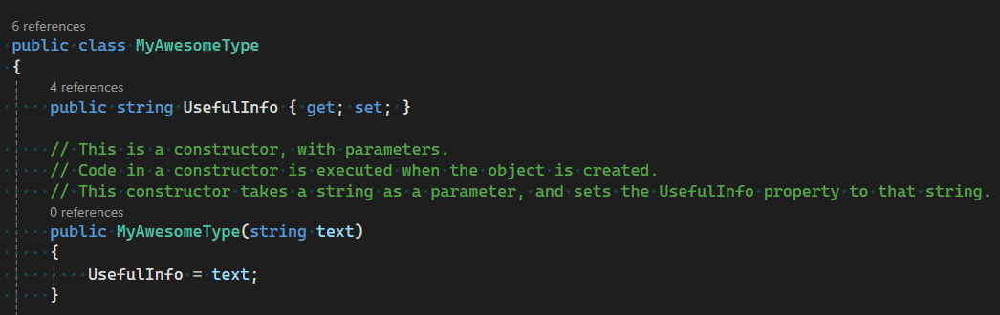 6 references
public class MyAwesomeType
{
4 references
public string UsefulInfo { get; set; }
// This is a constructor, with parameters.
// Code in a constructor is executed when the object is created.
// This constructor takes a string as a parameter, and sets the UsefulInfo property to that string.
0 references
public MyAwesomeType(string text)
{
UsefulInfo = text;
}